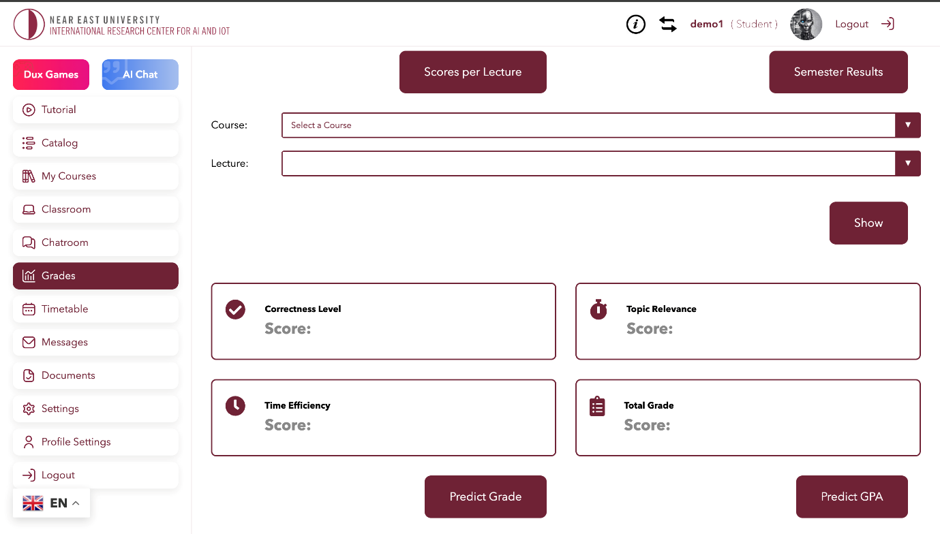 NEAR EAST UNIVERSITY
INTERNATIONAL RESEARCH CENTER FOR AI AND IOT
demo1 ( Student ) Logout
Dux Games AI Chat
Tutorial
Catalog
My Courses
Classroom
Chatroom
Grades
Timetable
Messages
Documents
Settings
Profile Settings
Logout
EN
Scores per Lecture Semester Results
Course: Select a Course
Lecture:
Show
Correctness Level
Score:
Topic Relevance
Score:
Time Efficiency
Score:
Total Grade
Score:
Predict Grade Predict GPA